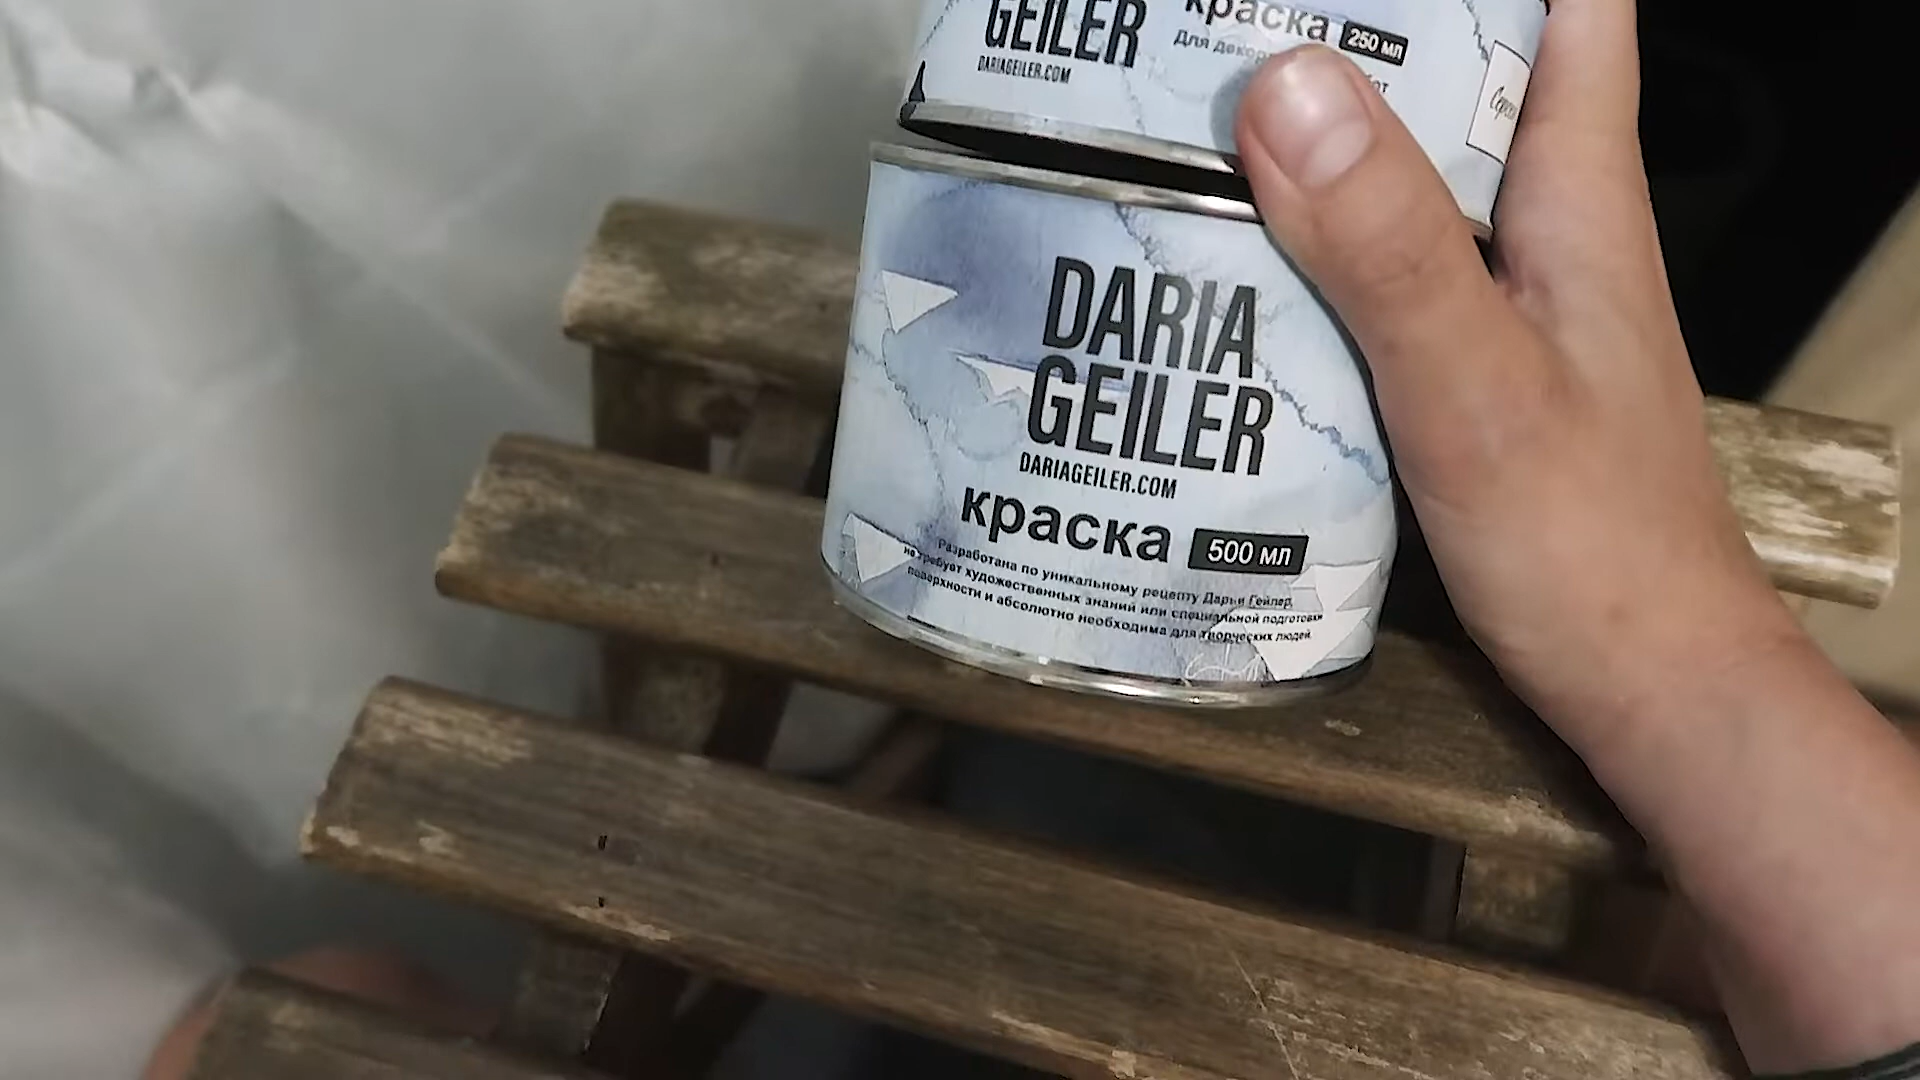 GEILER
DARIAGEILER.COM
краска 250 мл
Для
DARIA
GEILER
DARIAGEILER.COM
краска 500 мл
Разработана по уникальному рецепту Дарьи Гейлер,
не требует художественных знаний или специальной подготовки
поверхности и абсолютно необходима для творческих людей.